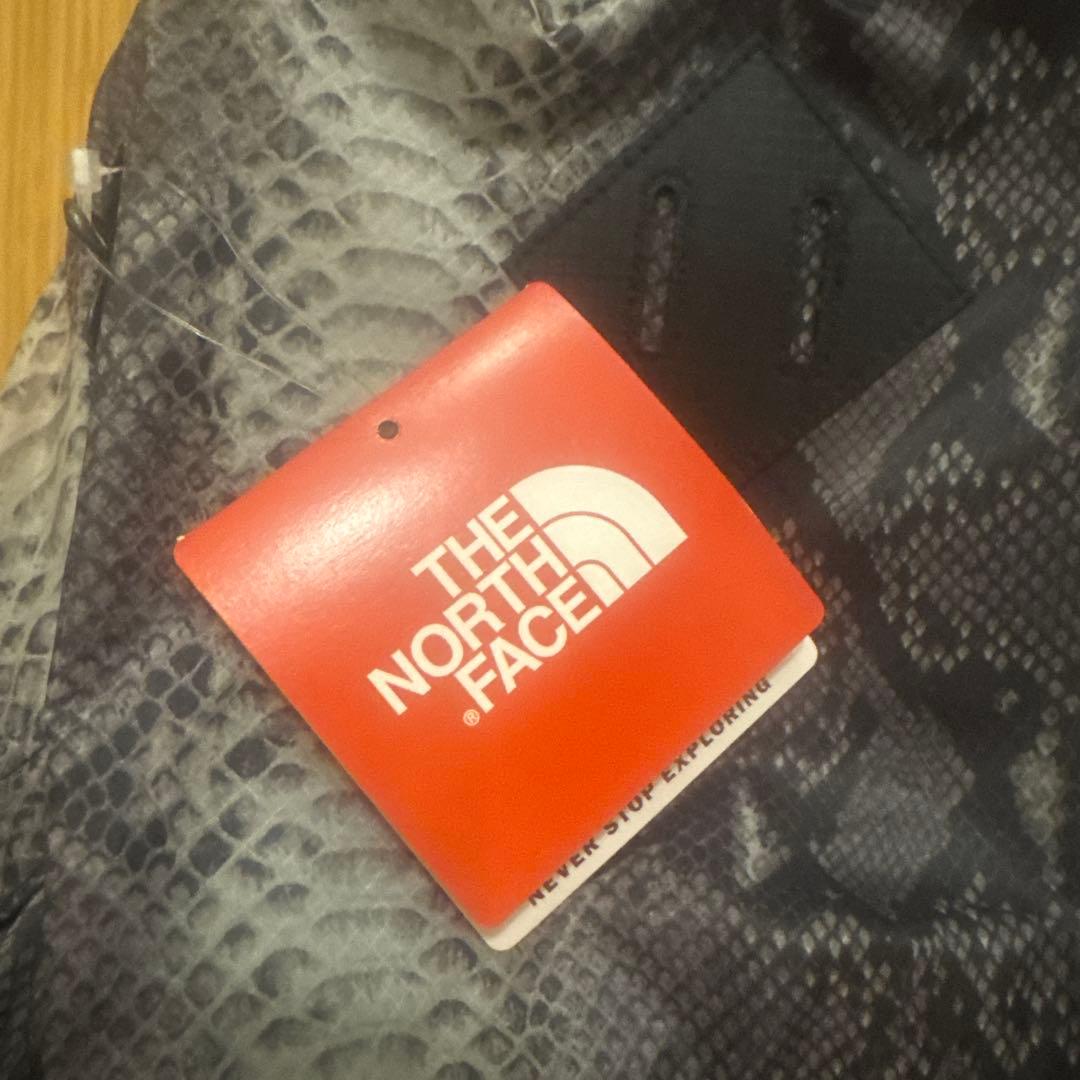 THE
NORTH
FACE
®
NEVER STOP EXPLORING